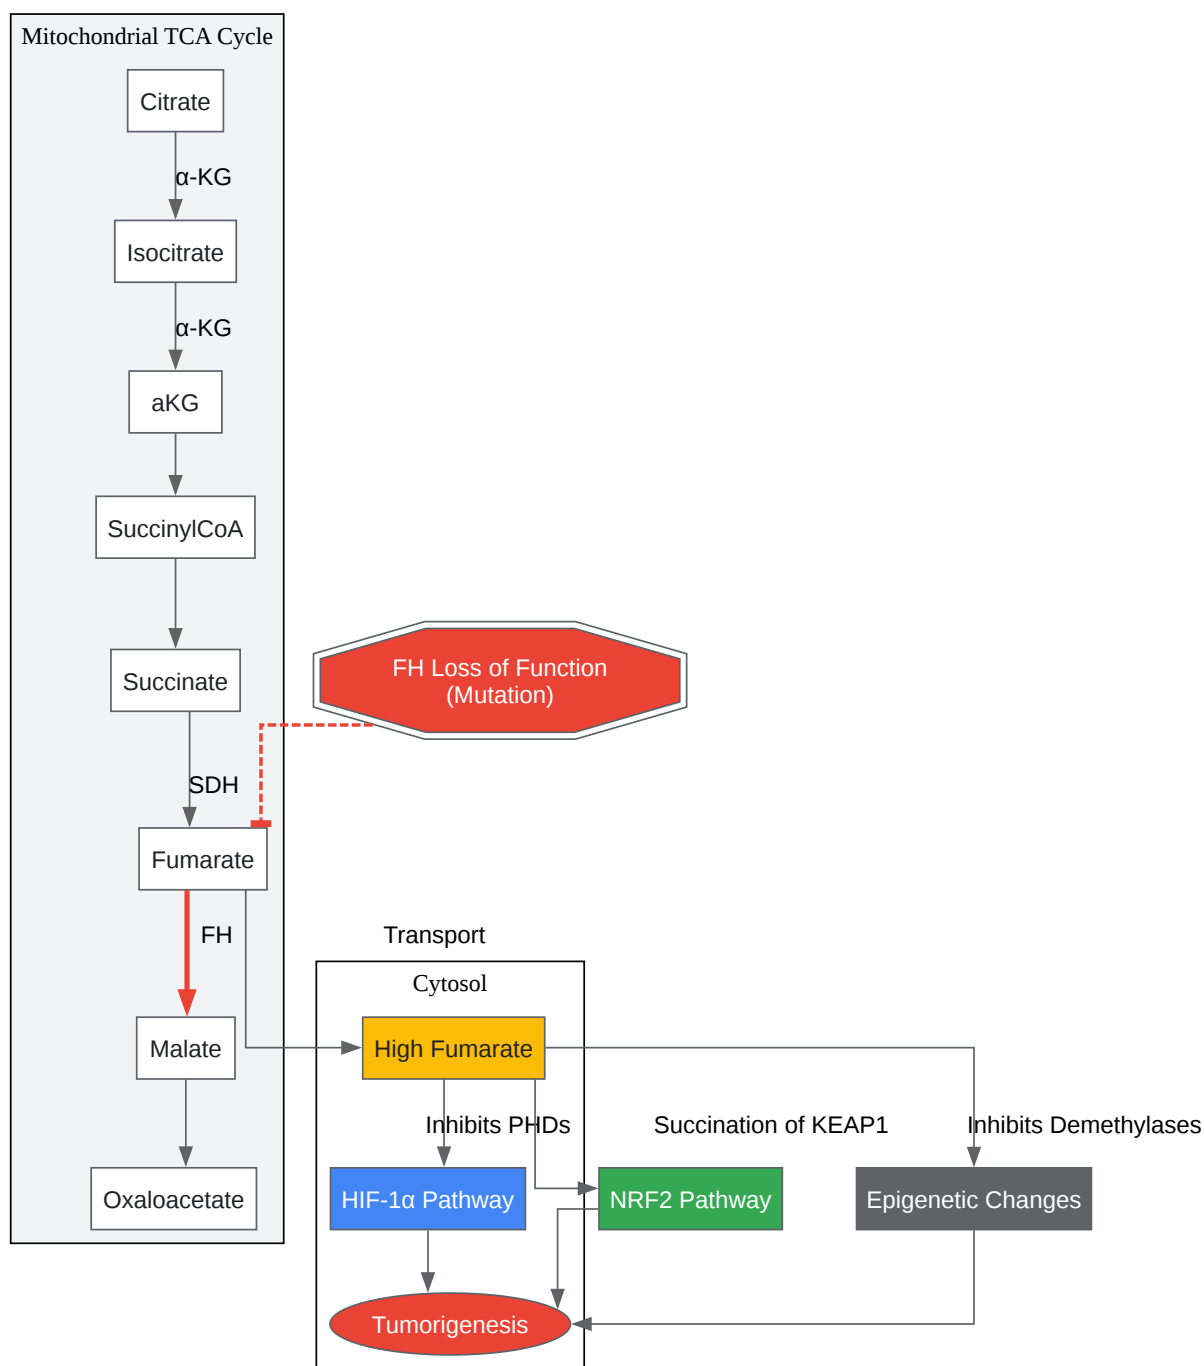 Mitochondrial TCA Cycle
Citrate
α-KG
Isocitrate
α-KG
aKG
SuccinylCoA
Succinate
FH Loss of Function
(Mutation)
SDH
Fumarate
FH
Transport
Cytosol
Malate
High Fumarate
Inhibits PHDs
Succination of KEAP1
Inhibits Demethylases
Oxaloacetate
HIF-1α Pathway
NRF2 Pathway
Epigenetic Changes
Tumorigenesis